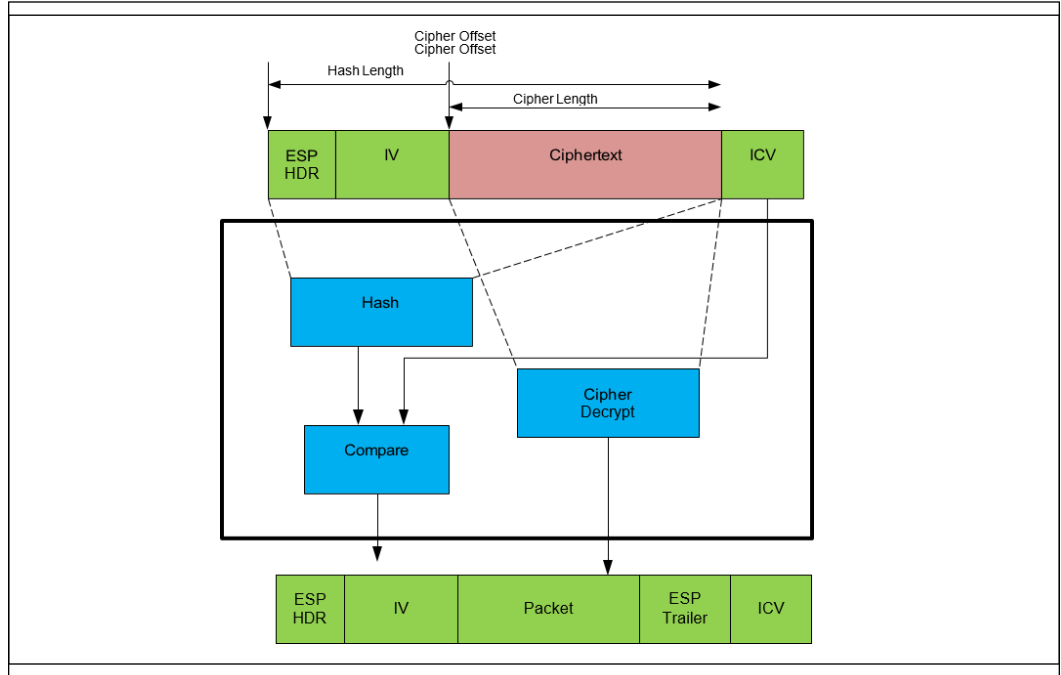 Cipher Offset
Cipher Offset
Hash Length
Cipher Length
ESP
HDR
IV
Ciphertext
ICV
Hash
Cipher
Decrypt
Compare
ESP
HDR
IV
Packet
ESP
Trailer
ICV